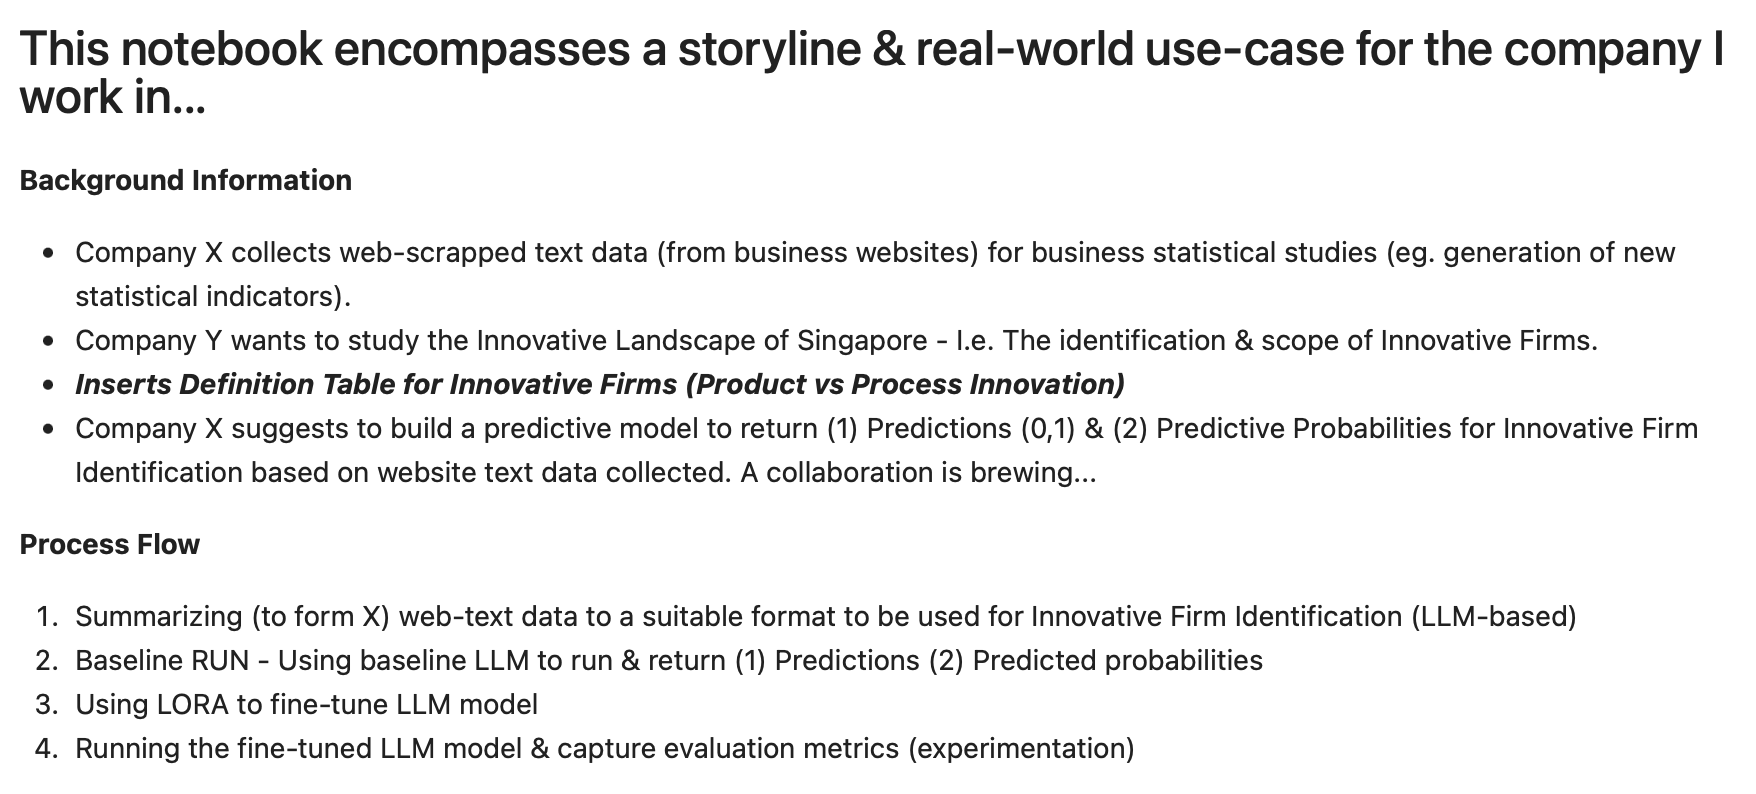 This notebook encompasses a storyline & real-world use-case for the company I
work in...
Background Information
• Company X collects web-scrapped text data (from business websites) for business statistical studies (eg. generation of new
statistical indicators).
• Company Y wants to study the Innovative Landscape of Singapore - I.e. The identification & scope of Innovative Firms.
• Inserts Definition Table for Innovative Firms (Product vs Process Innovation)
• Company X suggests to build a predictive model to return (1) Predictions (0,1) & (2) Predictive Probabilities for Innovative Firm
Identification based on website text data collected. A collaboration is brewing...
Process Flow
1. Summarizing (to form X) web-text data to a suitable format to be used for Innovative Firm Identification (LLM-based)
2. Baseline RUN - Using baseline LLM to run & return (1) Predictions (2) Predicted probabilities
3. Using LORA to fine-tune LLM model
4. Running the fine-tuned LLM model & capture evaluation metrics (experimentation)